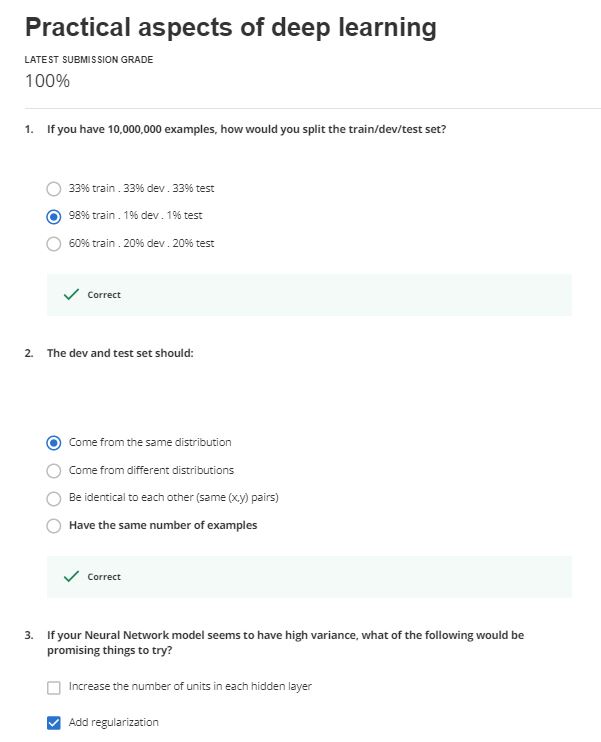 Practical aspects of deep learning
LATEST SUBMISSION GRADE
100%
1. If you have 10,000,000 examples, how would you split the train/dev/test set?
33% train . 33% dev . 33% test
98% train . 1% dev . 1% test
60% train . 20% dev . 20% test
Correct
2. The dev and test set should:
Come from the same distribution
Come from different distributions
Be identical to each other (same (x,y) pairs)
Have the same number of examples
Correct
3. If your Neural Network model seems to have high variance, what of the following would be
promising things to try?
Increase the number of units in each hidden layer
Add regularization